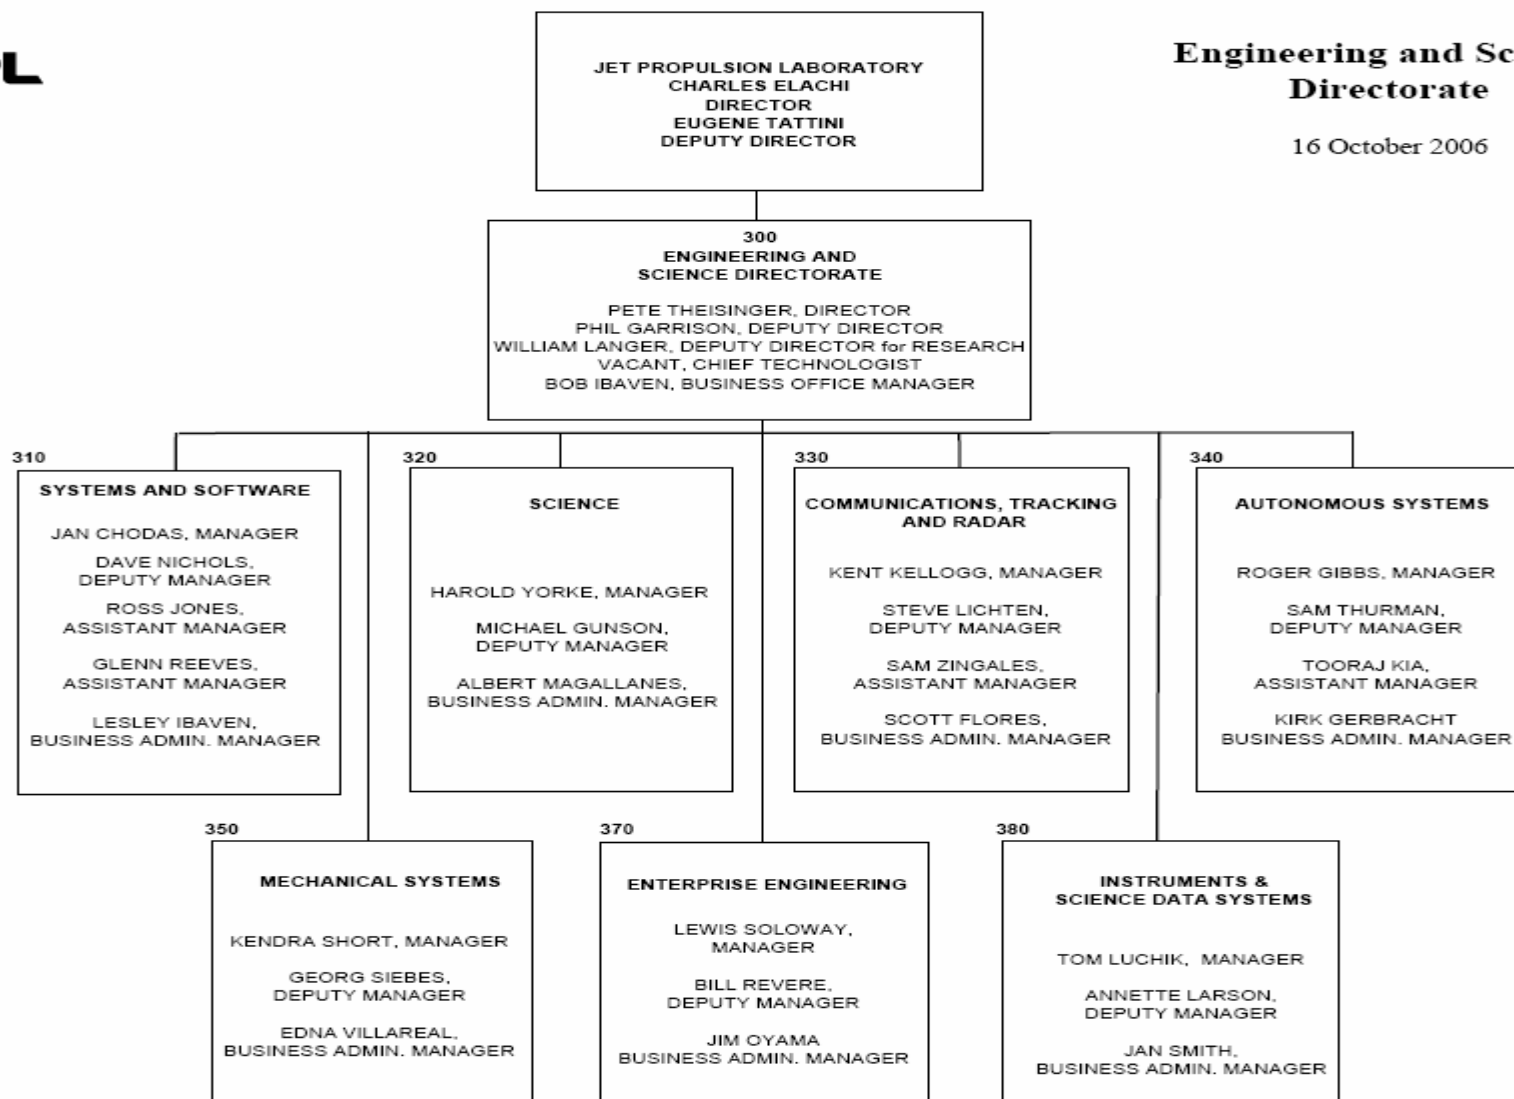 JET PROPULSION LABORATORY
CHARLES ELACHI
DIRECTOR
EUGENE TATTINI
DEPUTY DIRECTOR
Engineering and
Directorate
16 October 2006
300
ENGINEERING AND
SCIENCE DIRECTORATE
PETE THEISINGER, DIRECTOR
PHIL GARRISON, DEPUTY DIRECTOR
WILLIAM LANGER, DEPUTY DIRECTOR for RESEARCH
VACANT, CHIEF TECHNOLOGIST
BOB IBAVEN, BUSINESS OFFICE MANAGER
310
SYSTEMS AND SOFTWARE
JAN CHODAS, MANAGER
DAVE NICHOLS,
DEPUTY MANAGER
ROSS JONES,
ASSISTANT MANAGER
GLENN REEVES,
ASSISTANT MANAGER
LESLEY IBAVEN,
BUSINESS ADMIN. MANAGER
320
SCIENCE
HAROLD YORKE, MANAGER
MICHAEL GUNSON,
DEPUTY MANAGER
ALBERT MAGALLANES,
BUSINESS ADMIN. MANAGER
330
COMMUNICATIONS, TRACKING
AND RADAR
KENT KELLOGG, MANAGER
STEVE LICHTEN,
DEPUTY MANAGER
SAM ZINGALES,
ASSISTANT MANAGER
SCOTT FLORES,
BUSINESS ADMIN. MANAGER
340
AUTONOMOUS SYSTEMS
ROGER GIBBS, MANAGER
SAM THURMAN,
DEPUTY MANAGER
TOORAJ KIA,
ASSISTANT MANAGER
KIRK GERBRACHT
BUSINESS ADMIN. MANAGER
350
MECHANICAL SYSTEMS
KENDRA SHORT, MANAGER
GEORG SIEBES,
DEPUTY MANAGER
EDNA VILLAREAL,
BUSINESS ADMIN. MANAGER
370
ENTERPRISE ENGINEERING
LEWIS SOLOWAY,
MANAGER
BILL REVERE,
DEPUTY MANAGER
JIM OYAMA
BUSINESS ADMIN. MANAGER
380
INSTRUMENTS &
SCIENCE DATA SYSTEMS
TOM LUCHIK, MANAGER
ANNETTE LARSON,
DEPUTY MANAGER
JAN SMITH,
BUSINESS ADMIN. MANAGER